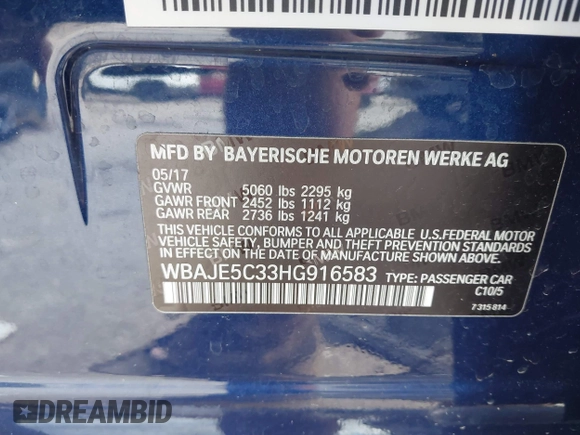 MFD BY BAYERISCHE MOTOREN WERKE AG
05/17
GVWR 5060 lbs 2295 kg
GAWR FRONT 2452 lbs 1112 kg
GAWR REAR 2736 lbs 1241 kg
THIS VEHICLE CONFORMS TO ALL APPLICABLE U.S.FEDERAL MOTOR
VEHICLE SAFETY, BUMPER AND THEFT PREVENTION STANDARDS
IN EFFECT ON THE DATE OF MANUFACTURE SHOWN ABOVE.
WBAJE5C33HG916583 TYPE: PASSENGER CAR
C10/5
7315814
DREAMBID